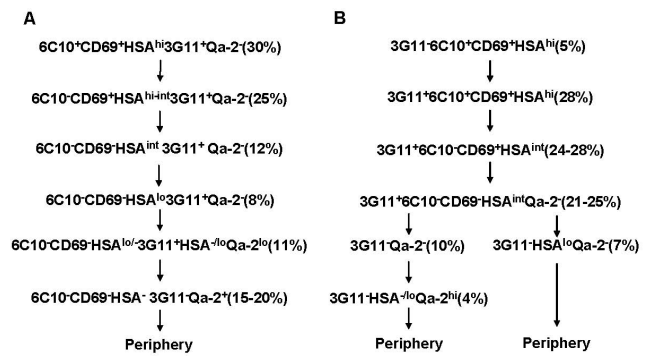 A
6C10⁺CD69⁺HSAʰⁱ3G11⁺Qa-2⁻(30%)
6C10⁻CD69⁺HSAʰⁱ⁻ⁱⁿᵗ3G11⁺Qa-2⁻(25%)
6C10⁻CD69⁻HSAⁱⁿᵗ 3G11⁺ Qa-2⁻(12%)
6C10⁻CD69⁻HSAˡᵒ3G11⁺Qa-2⁻(8%)
6C10⁻CD69⁻HSAˡᵒ/⁻3G11⁺HSA⁻/ˡᵒQa-2ˡᵒ(11%)
6C10⁻CD69⁻HSA⁻ 3G11⁻Qa-2⁺(15-20%)
Periphery
B
3G11⁻6C10⁺CD69⁺HSAʰⁱ(5%)
3G11⁺6C10⁺CD69⁺HSAʰⁱ(28%)
3G11⁺6C10⁻CD69⁺HSAⁱⁿᵗ(24-28%)
3G11⁺6C10⁻CD69⁻HSAⁱⁿᵗQa-2⁻(21-25%)
3G11⁻Qa-2⁻(10%)
3G11⁻HSAˡᵒQa-2⁻(7%)
3G11⁻HSA⁻/ˡᵒQa-2ʰⁱ(4%)
Periphery
Periphery